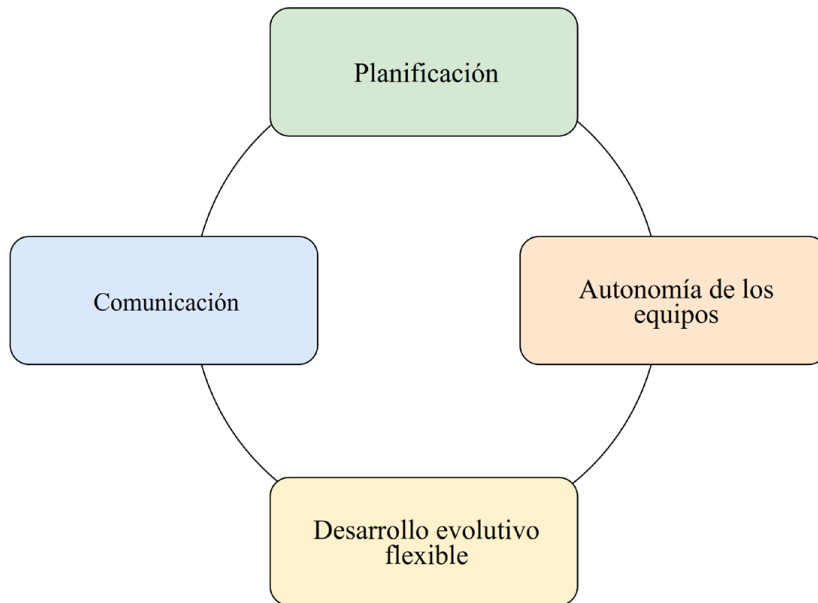 Planificación
Comunicación
Autonomía de los
equipos
Desarrollo evolutivo
flexible